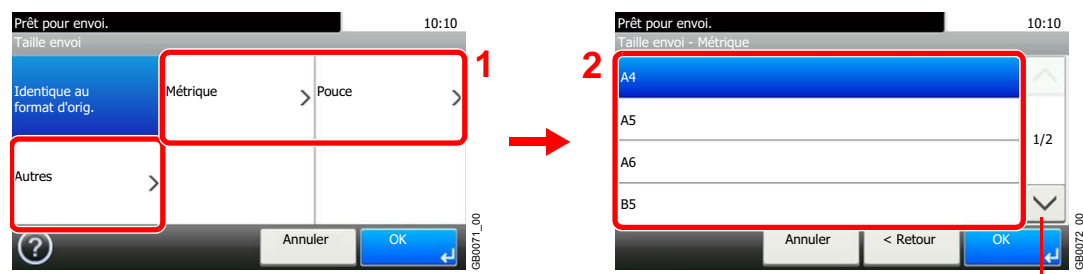 Prêt pour envoi. 10:10
Taille envoi
Identique au
format d'orig.
Métrique
Pouce
1
Autres
Annuler
OK
GB0071_00
Prêt pour envoi. 10:10
Taille envoi - Métrique
2
A4
A5
1/2
A6
B5
Annuler
< Retour
OK
GB0072_00